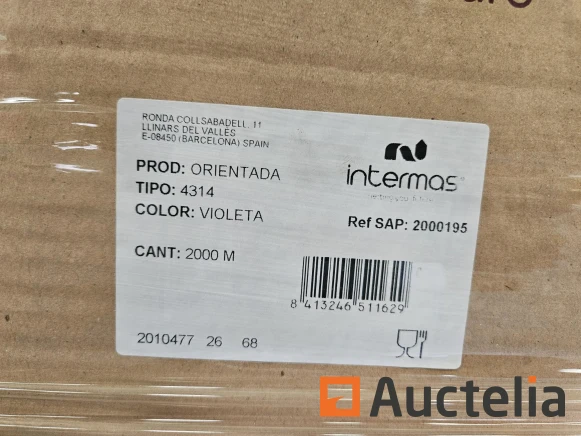 RONDA COLLSABADELL, 11
LLINARS DEL VALLES
E-08450 (BARCELONA) SPAIN
PROD: ORIENTADA
TIPO: 4314
COLOR: VIOLETA
CANT: 2000 M
intermas
Ref SAP: 2000195
8 413246 511629
2010477 26 68
Auctelia